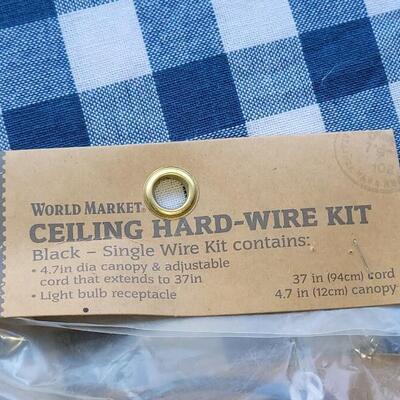 WORLD MARKET®
CEILING HARD-WIRE KIT
Black – Single Wire Kit contains:
• 4.7in dia canopy & adjustable
cord that extends to 37in
• Light bulb receptacle
37 in (94cm) cord
4.7 in (12cm) canopy